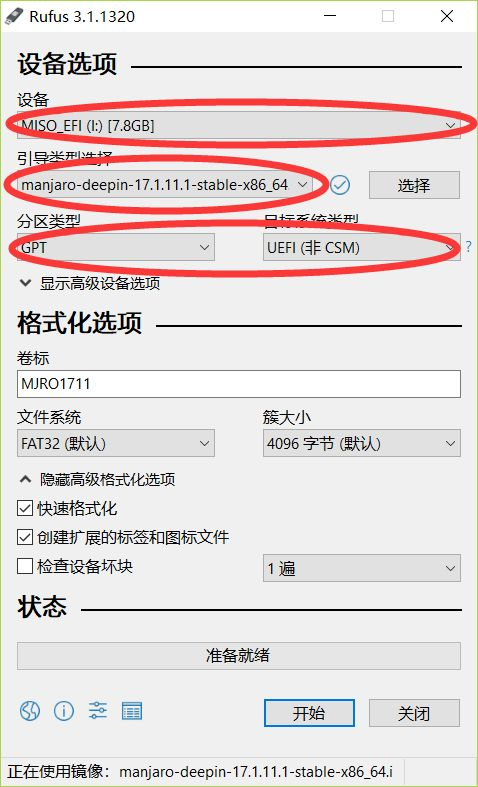 Rufus 3.1.1320
设备选项
设备
MISO_EFI (I:) [7.8GB]
引导类型选择
manjaro-deepin-17.1.11.1-stable-x86_64 选择
分区类型 目标系统类型
GPT UEFI (非 CSM) ?
显示高级设备选项
格式化选项
卷标
MJRO1711
文件系统 簇大小
FAT32 (默认) 4096 字节 (默认)
隐藏高级格式化选项
快速格式化
创建扩展的标签和图标文件
检查设备坏块 1 遍
状态
准备就绪
开始 关闭
正在使用镜像：manjaro-deepin-17.1.11.1-stable-x86_64.i